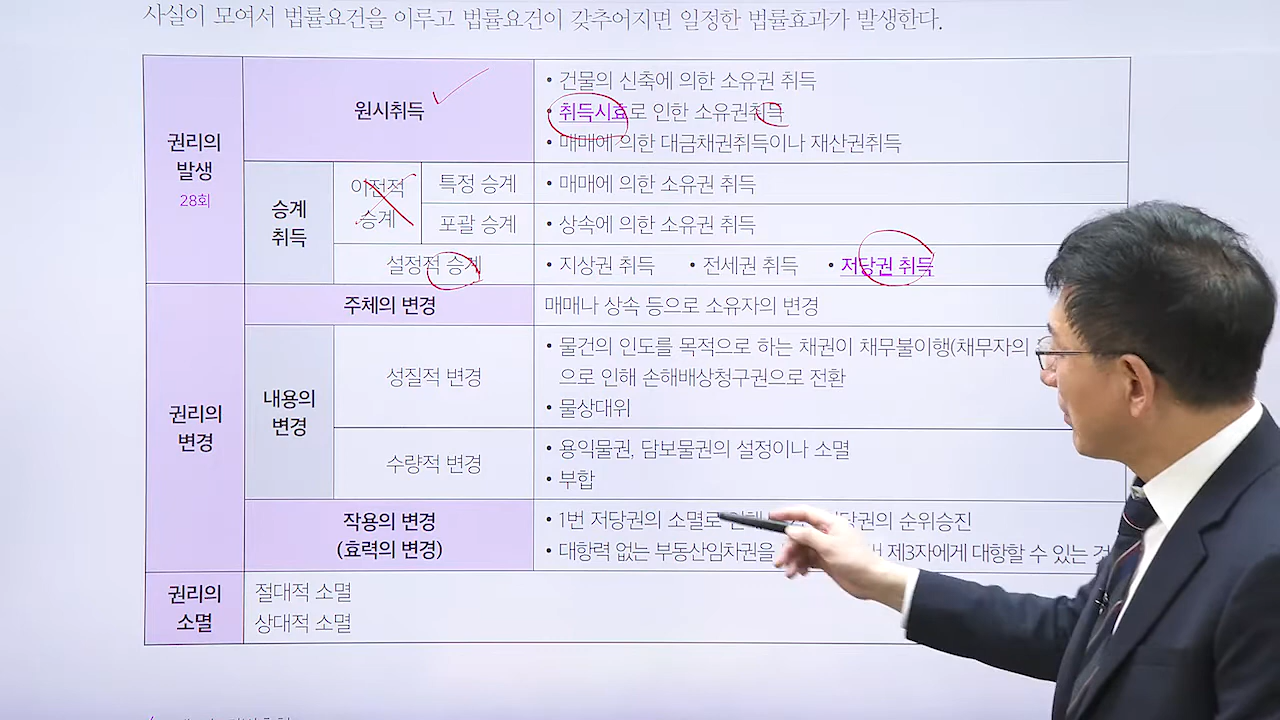 사실이 모여서 법률요건을 이루고 법률요건이 갖추어지면 일정한 법률효과가 발생한다.
권리의
발생
28회
원시취득
• 건물의 신축에 의한 소유권 취득
• 취득시효로 인한 소유권취득
• 매매에 의한 대금채권취득이나 재산권취득
승계
취득
이전적
승계
특정 승계
• 매매에 의한 소유권 취득
포괄 승계
• 상속에 의한 소유권 취득
설정적 승계
• 지상권 취득 • 전세권 취득 • 저당권 취득
권리의
변경
주체의 변경
매매나 상속 등으로 소유자의 변경
내용의
변경
성질적 변경
• 물건의 인도를 목적으로 하는 채권이 채무불이행(채무자의
으로 인해 손해배상청구권으로 전환
• 물상대위
수량적 변경
• 용익물권, 담보물권의 설정이나 소멸
• 부합
작용의 변경
(효력의 변경)
• 1번 저당권의 소멸로 순위승진
• 대항력 없는 부동산임차권을 제3자에게 대항할 수 있는
권리의
소멸
절대적 소멸
상대적 소멸